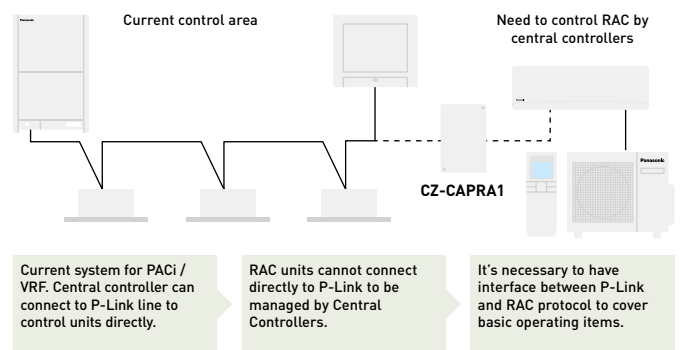 Current control area
Need to control RAC by
central controllers
Panasonic
Panasonic
CZ-CAPRA1
Current system for PACi /
VRF. Central controller can
connect to P-Link line to
control units directly.
RAC units cannot connect
directly to P-Link to be
managed by Central
Controllers.
It's necessary to have
interface between P-Link
and RAC protocol to cover
basic operating items.